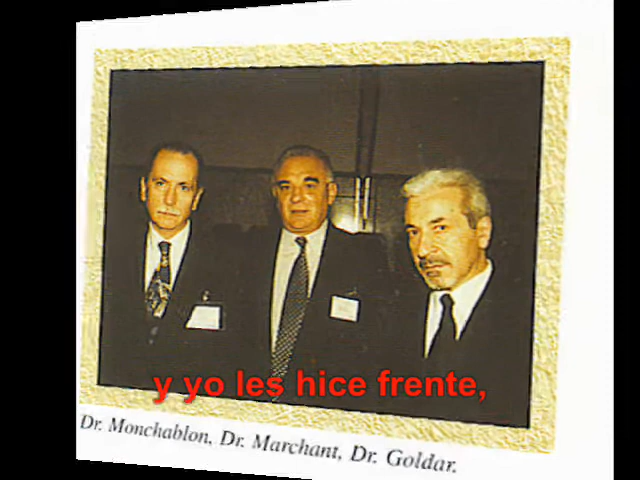 y yo les hice frente,
Dr. Monchablon, Dr. Marchant, Dr. Goldar.